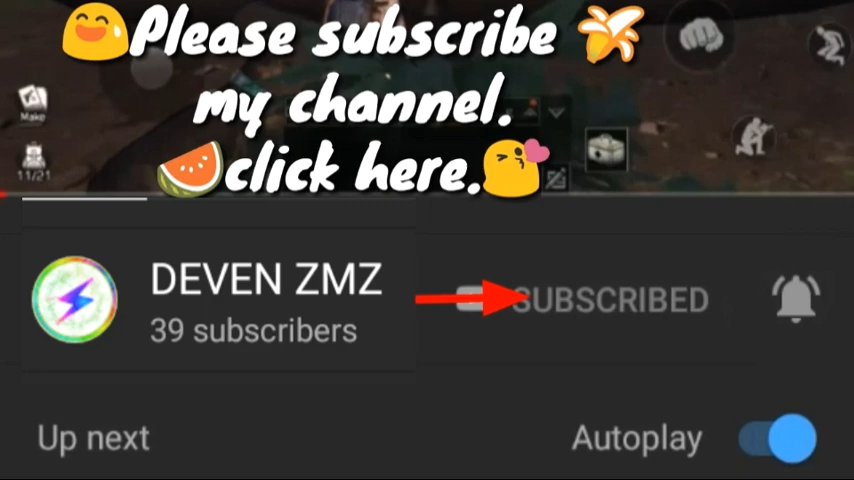 Please subscribe
my channel.
click here.
Make
11/21
DEVEN ZMZ
39 subscribers
SUBSCRIBED
Up next
Autoplay